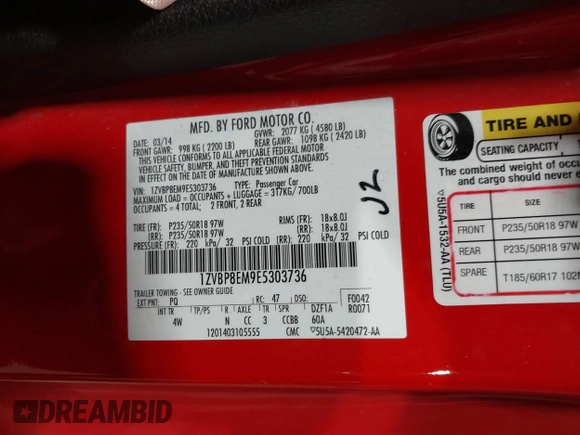 MFD. BY FORD MOTOR CO.
DATE: 03/14 GVWR: 2077 KG ( 4580 LB)
FRONT GAWR: 998 KG ( 2200 LB) REAR GAWR: 1098 KG ( 2420 LB)
THIS VEHICLE CONFORMS TO ALL APPLICABLE FEDERAL MOTOR
VEHICLE SAFETY, BUMPER, AND THEFT PREVENTION STANDARDS IN
EFFECT ON THE DATE OF MANUFACTURE SHOWN ABOVE.
VIN: 1ZVBP8EM9E5303736 TYPE: Passenger Car
MAXIMUM LOAD = OCCUPANTS + LUGGAGE = 317KG/ 700LB
OCCUPANTS = 4 TOTAL; 2 FRONT, 2 REAR
TIRE (FR): P235/50R18 97W RIMS (FR): 18x8.0J
(RR): P235/50R18 97W (RR): 18x8.0J
PRESSURE (FR): 220 kPa/ 32 PSI COLD (RR): 220 kPa/ 32 PSI COLD
1ZVBP8EM9E5303736
TRAILER TOWING - SEE OWNER GUIDE
EXT PNT: PQ RC: 47 DSO: F0042
INT TR TP/PS R AXLE TR SPR DZF1A R0071
4W N CC 3 CCBB 60A
1201403105555 CMC ▽5U5A-5420472-AA
J2
▽5U5A-1532-AA (TLU)
TIRE AND
SEATING CAPACITY
The combined weight of occup
and cargo should never e
TIRE SIZE
FRONT P235/50R18 97W
REAR P235/50R18 97W
SPARE T185/60R17 102
DREAMBID